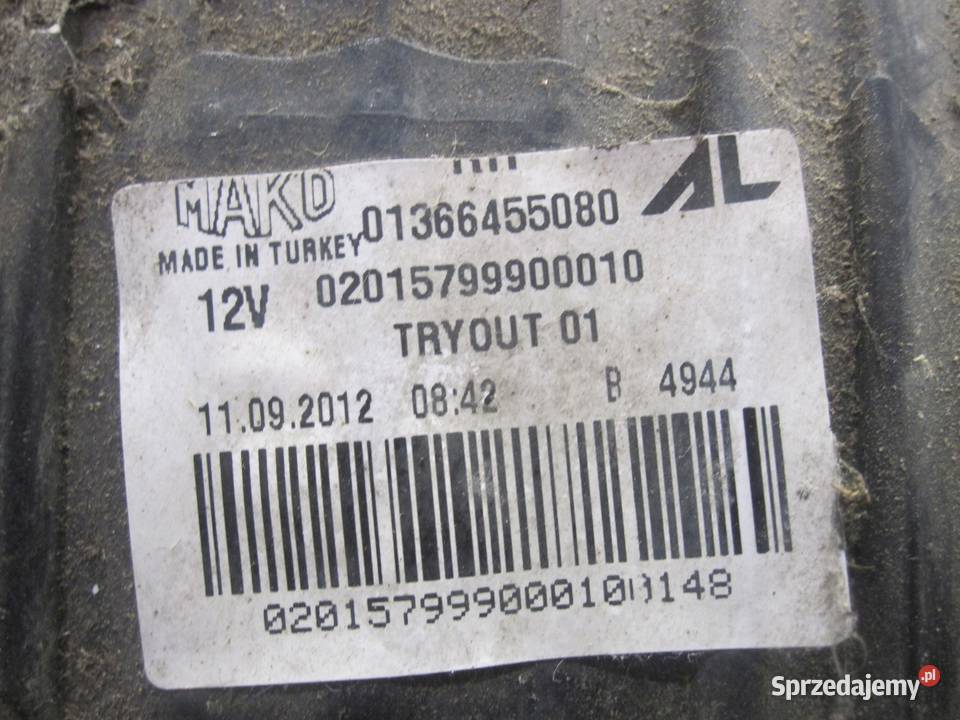 MAKO
AL
MADE IN TURKEY
01366455080
12V
02015799900010
TRYOUT 01
11.09.2012 08:42 B 4944
Sprzedajemy.pl